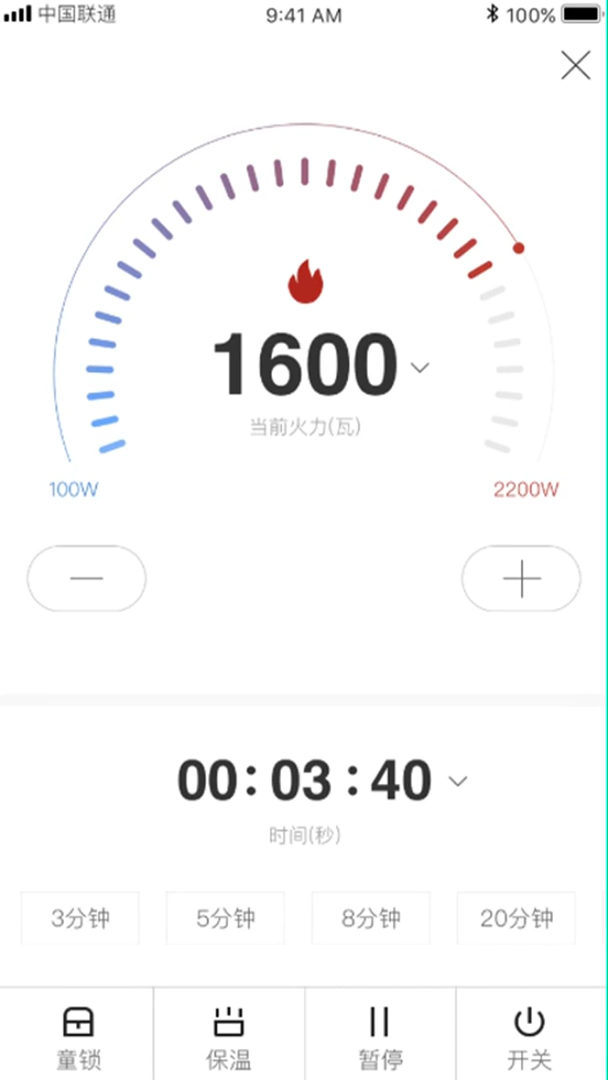 中国联通 9:41 AM 100%
1600
当前火力(瓦)
100W 2200W
00:03:40
时间(秒)
3分钟 5分钟 8分钟 20分钟
童锁 保温 暂停 开关